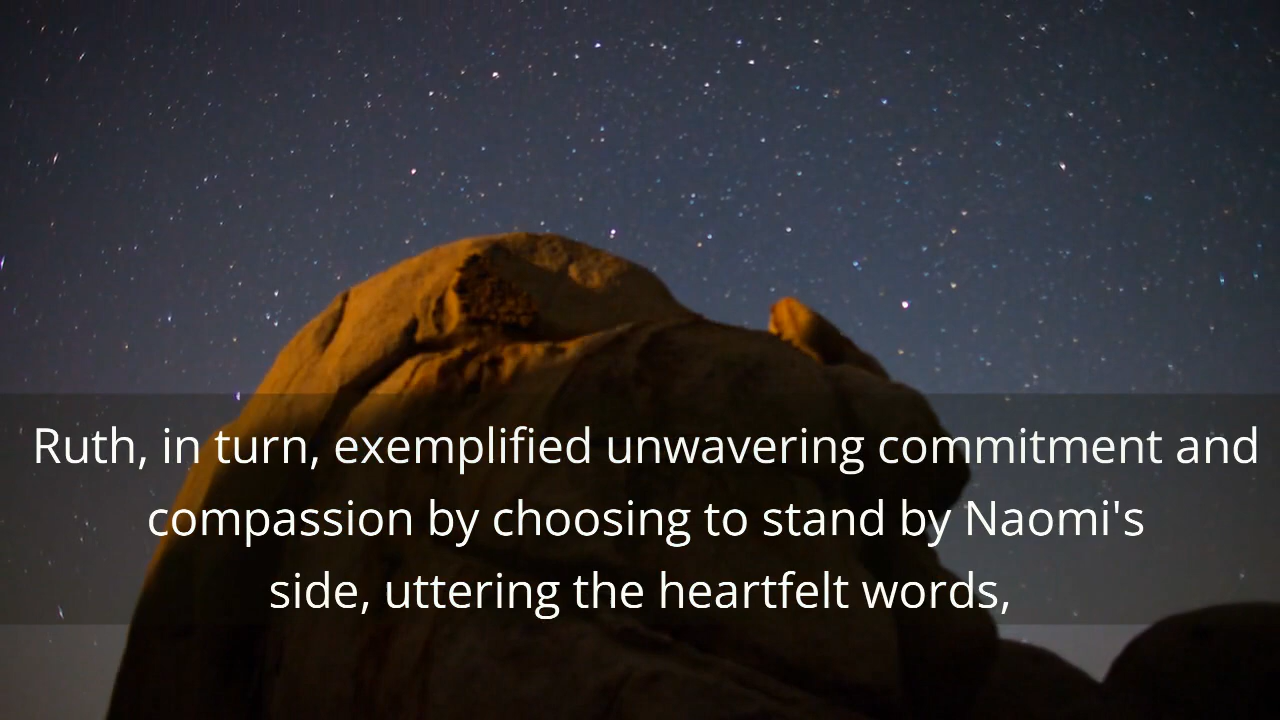 Ruth, in turn, exemplified unwavering commitment and
compassion by choosing to stand by Naomi's
side, uttering the heartfelt words,